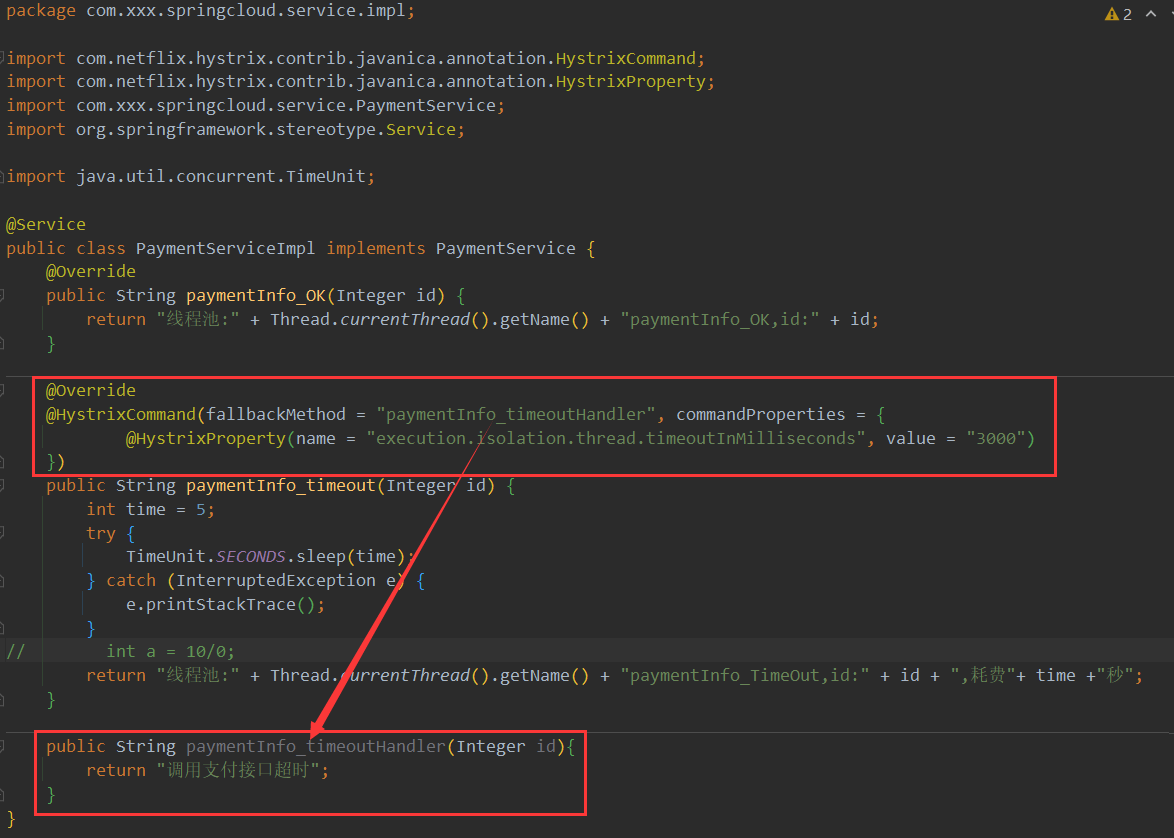 package com.xxx.springcloud.service.impl;
2
import com.netflix.hystrix.contrib.javanica.annotation.HystrixCommand;
import com.netflix.hystrix.contrib.javanica.annotation.HystrixProperty;
import com.xxx.springcloud.service.PaymentService;
import org.springframework.stereotype.Service;
import java.util.concurrent.TimeUnit;
@Service
public class PaymentServiceImpl implements PaymentService {
@Override
public String paymentInfo_OK(Integer id) {
return "线程池:" + Thread.currentThread().getName() + "paymentInfo_OK,id:" + id;
}
@Override
@HystrixCommand(fallbackMethod = "paymentInfo_timeoutHandler", commandProperties = {
@HystrixProperty(name = "execution.isolation.thread.timeoutInMilliseconds", value = "3000")
})
public String paymentInfo_timeout(Integer id) {
int time = 5;
try {
TimeUnit.SECONDS.sleep(time);
} catch (InterruptedException e) {
e.printStackTrace();
}
// int a = 10/0;
return "线程池:" + Thread.currentThread().getName() + "paymentInfo_TimeOut,id:" + id + ",耗费"+ time +"秒";
}
public String paymentInfo_timeoutHandler(Integer id){
return "调用支付接口超时";
}
}